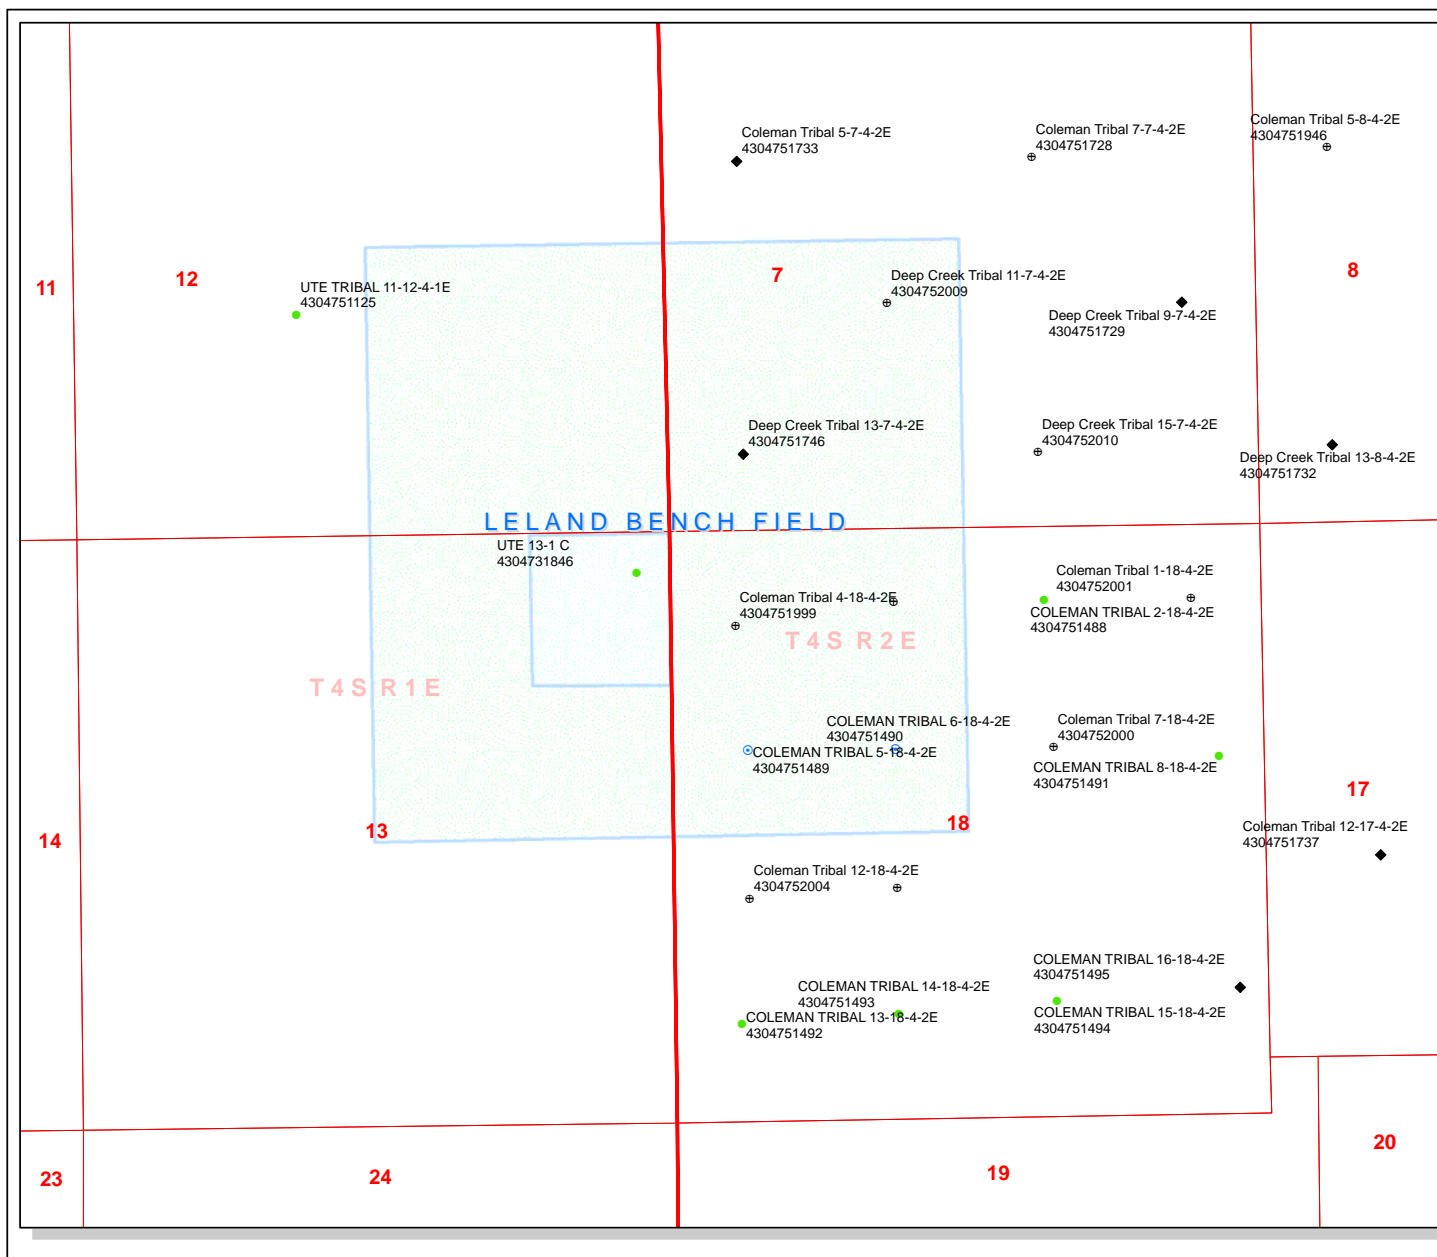 Coleman Tribal 5-8-4-2E
4304751946
Coleman Tribal 5-7-4-2E
4304751733
Coleman Tribal 7-7-4-2E
4304751728
11
12
7
8
UTE TRIBAL 11-12-4-1E
4304751125
Deep Creek Tribal 11-7-4-2E
4304752009
Deep Creek Tribal 9-7-4-2E
4304751729
Deep Creek Tribal 13-7-4-2E
4304751746
Deep Creek Tribal 15-7-4-2E
4304752010
Deep Creek Tribal 13-8-4-2E
4304751732
LELAND BENCH FIELD
UTE 13-1 C
4304731846
Coleman Tribal 4-18-4-2E
4304751999
Coleman Tribal 1-18-4-2E
4304752001
COLEMAN TRIBAL 2-18-4-2E
4304751488
T4S R2E
T4S R1E
COLEMAN TRIBAL 6-18-4-2E
4304751490
COLEMAN TRIBAL 5-18-4-2E
4304751489
Coleman Tribal 7-18-4-2E
4304752000
COLEMAN TRIBAL 8-18-4-2E
4304751491
17
14
13
18
Coleman Tribal 12-17-4-2E
4304751737
Coleman Tribal 12-18-4-2E
4304752004
COLEMAN TRIBAL 16-18-4-2E
4304751495
COLEMAN TRIBAL 14-18-4-2E
4304751493
COLEMAN TRIBAL 13-18-4-2E
4304751492
COLEMAN TRIBAL 15-18-4-2E
4304751494
23
24
19
20